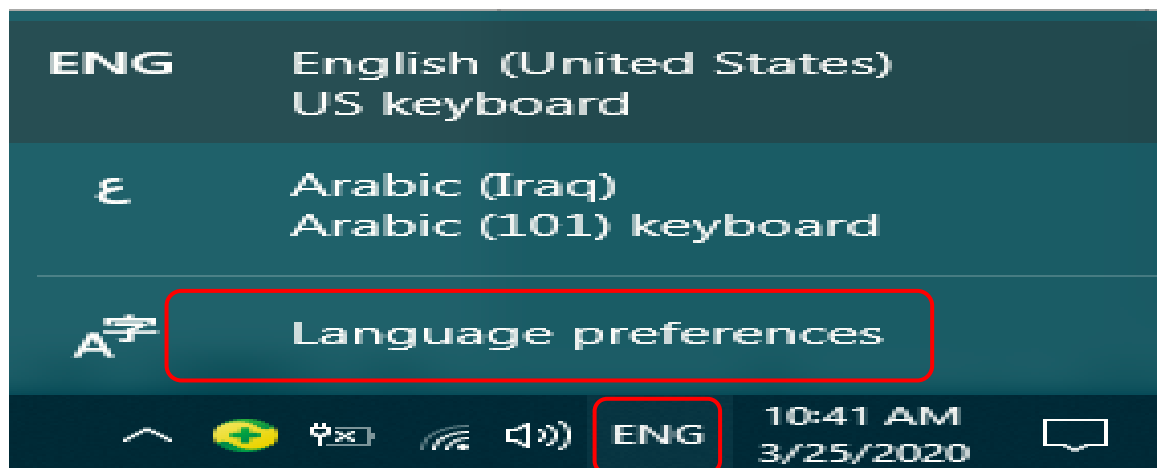 ENG English (United States)
US keyboard
ع Arabic (Iraq)
Arabic (101) keyboard
A字 Language preferences
ENG 10:41 AM
3/25/2020